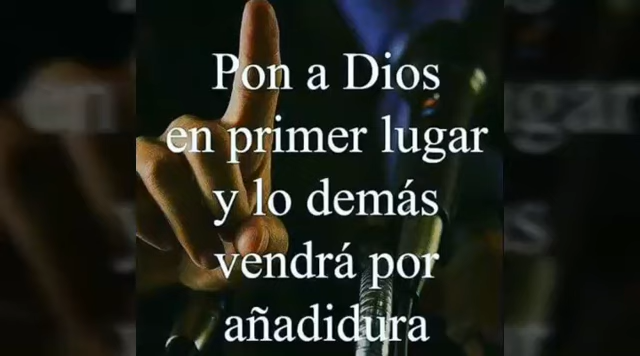 Pon a Dios
en primer lugar
y lo demás
vendrá por
añadidura